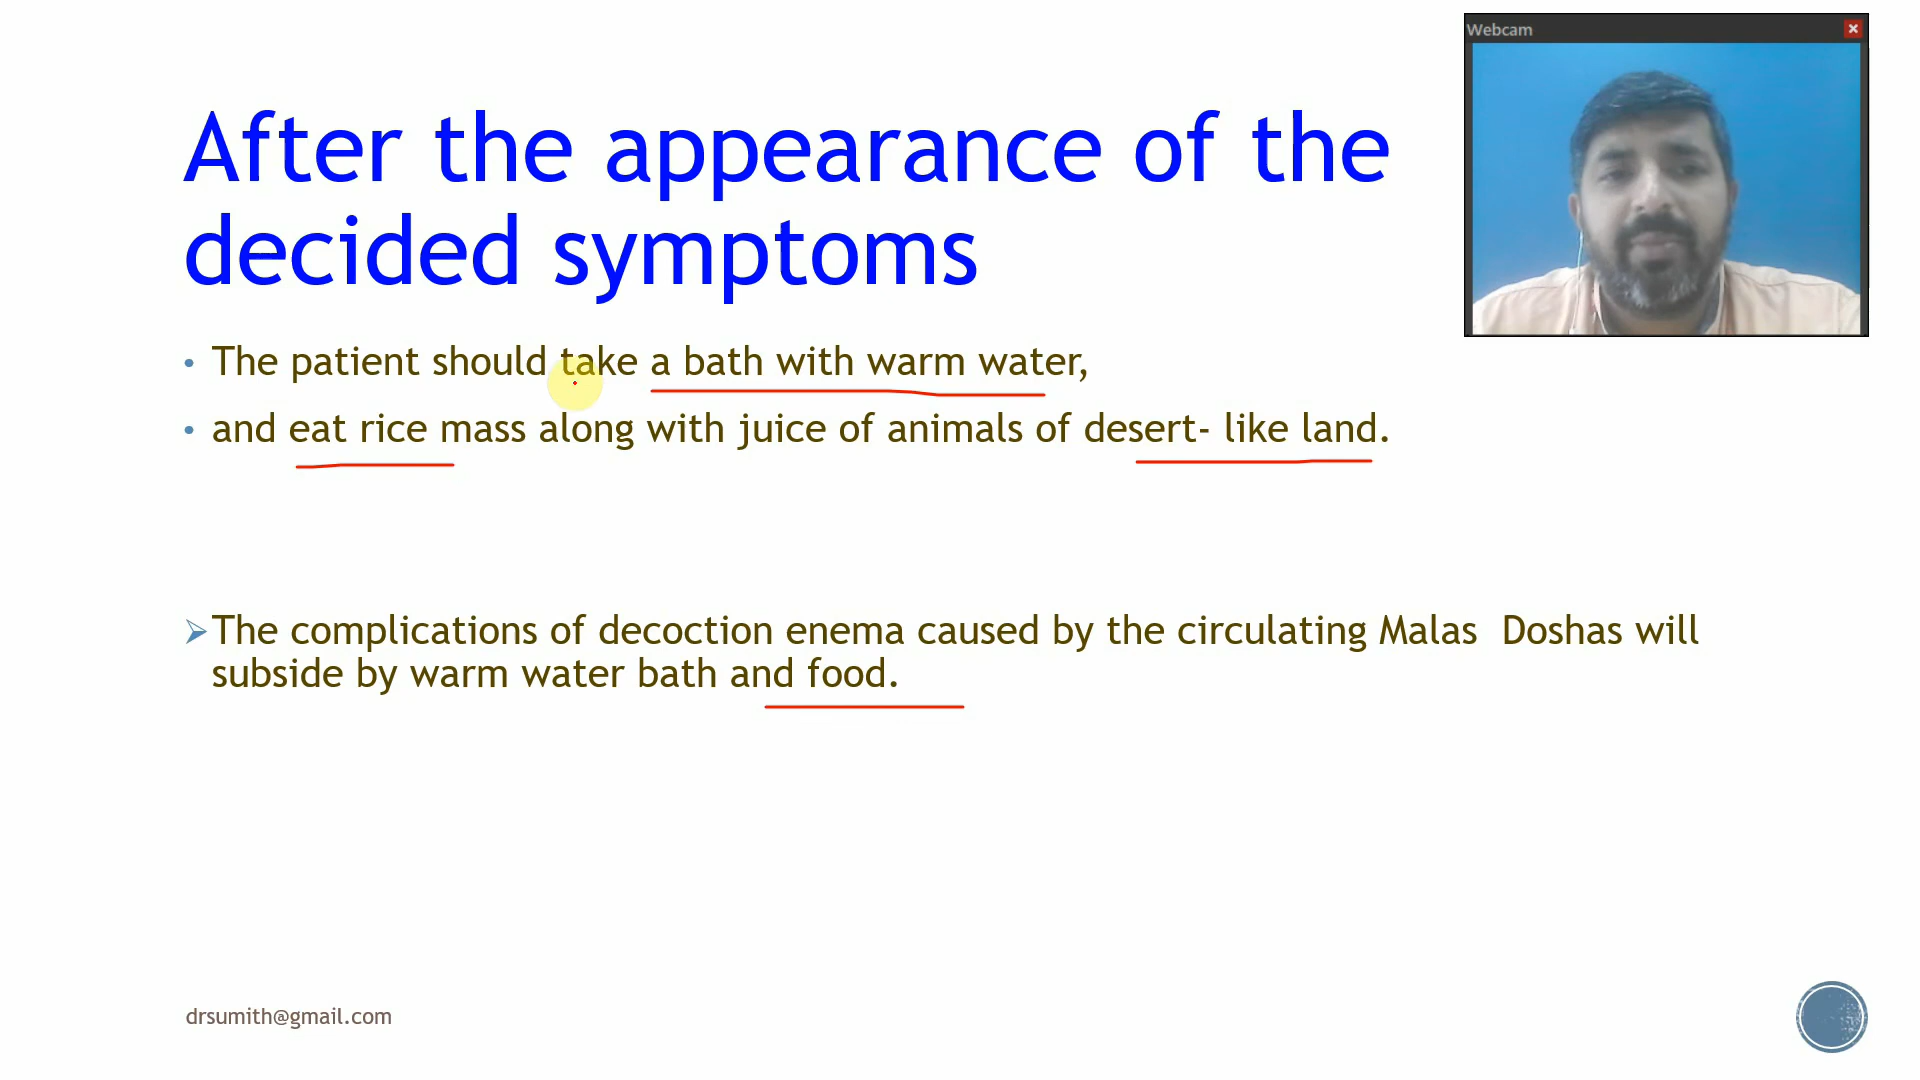 Webcam
After the appearance of the
decided symptoms
The patient should take a bath with warm water,
and eat rice mass along with juice of animals of desert- like land.
The complications of decoction enema caused by the circulating Malas  Doshas will
subside by warm water bath and food.
drsumith@gmail.com